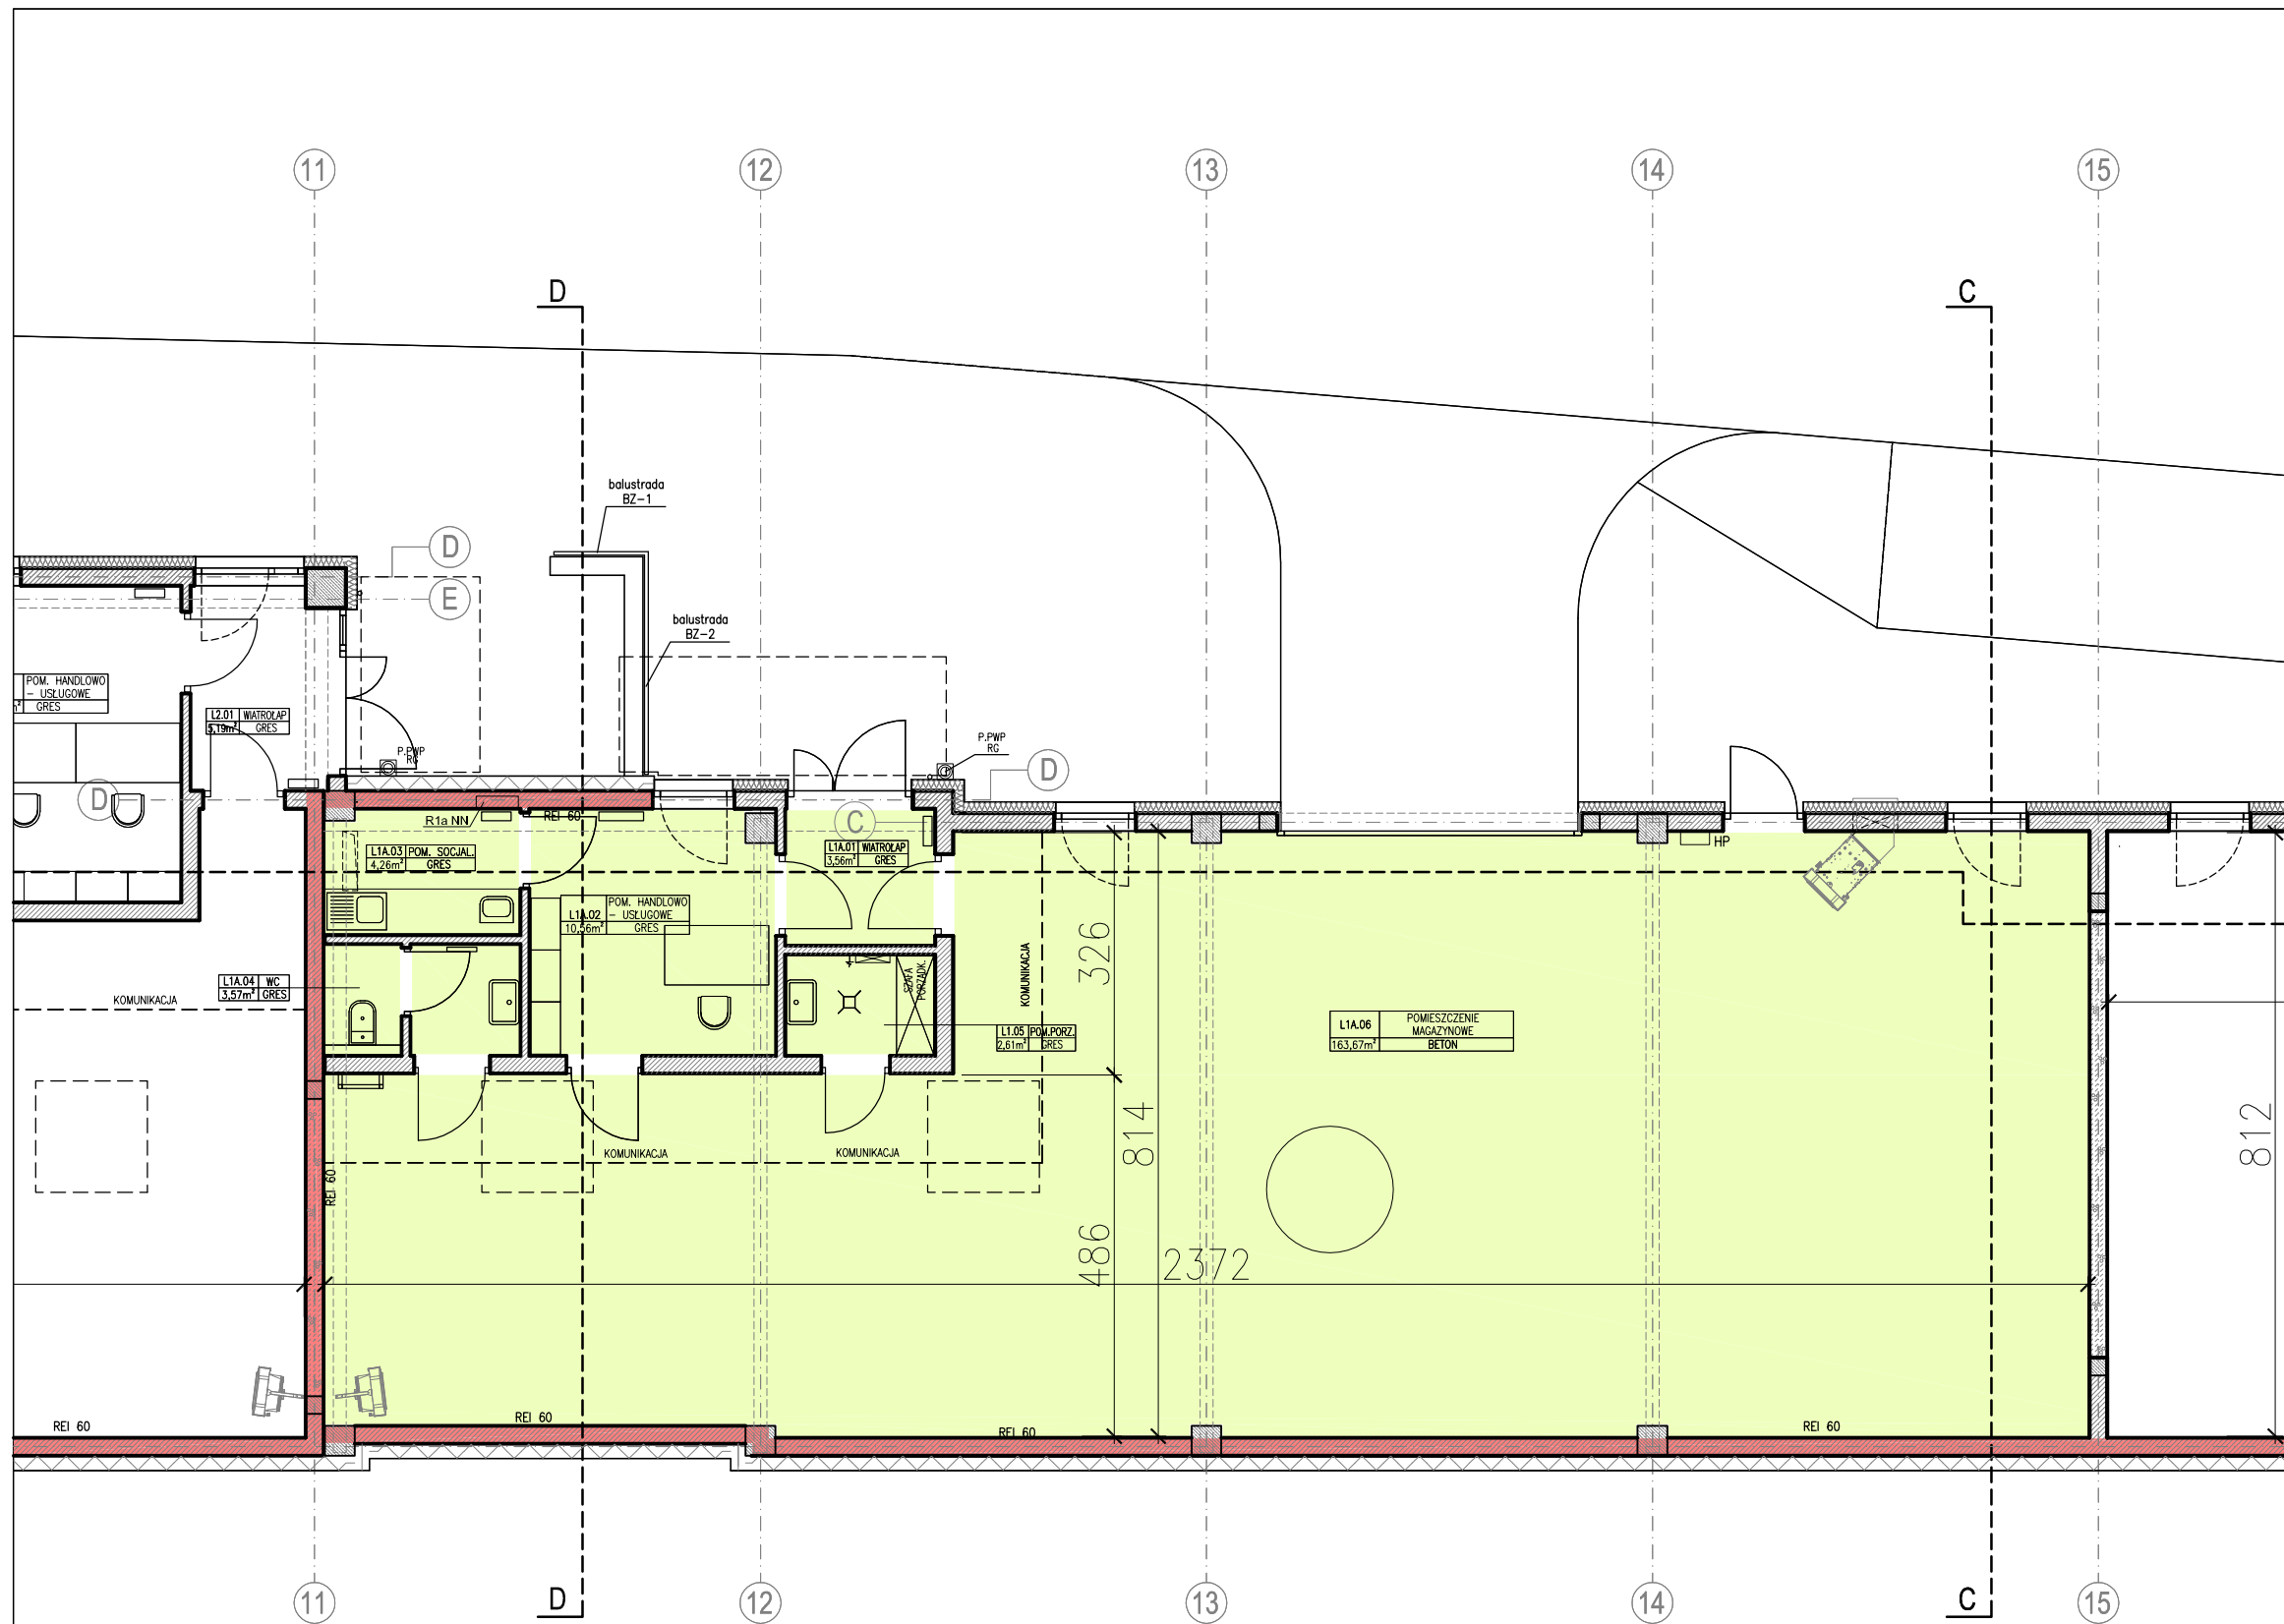 11
12
13
14
15
D
C
balustrada
BZ-1
D
E
balustrada
BZ-2
POM. HANDLOWO
- USŁUGOWE
GRES
L2.01 WIATROŁAP
5,19m² GRES
P.PWP
RG
P.PWP
RG
D
D
R1a NN
REI 60
C
HP
L1A.03 POM. SOCJAL.
4,26m² GRES
L1A.01 WIATROŁAP
3,56m² GRES
L1A.02 POM. HANDLOWO
- USŁUGOWE
10,56m² GRES
326
KOMUNIKACJA
SZAFA
PORZĄDK.
L1A.04 WC
3,57m² GRES
KOMUNIKACJA
L1.05 POM.PORZ.
2,61m² GRES
L1A.06 POMIESZCZENIE
MAGAZYNOWE
163,67m² BETON
814
812
KOMUNIKACJA
KOMUNIKACJA
REI 60
486
2372
REI 60
REI 60
REI 60
REI 60
D
C
11
12
13
14
15